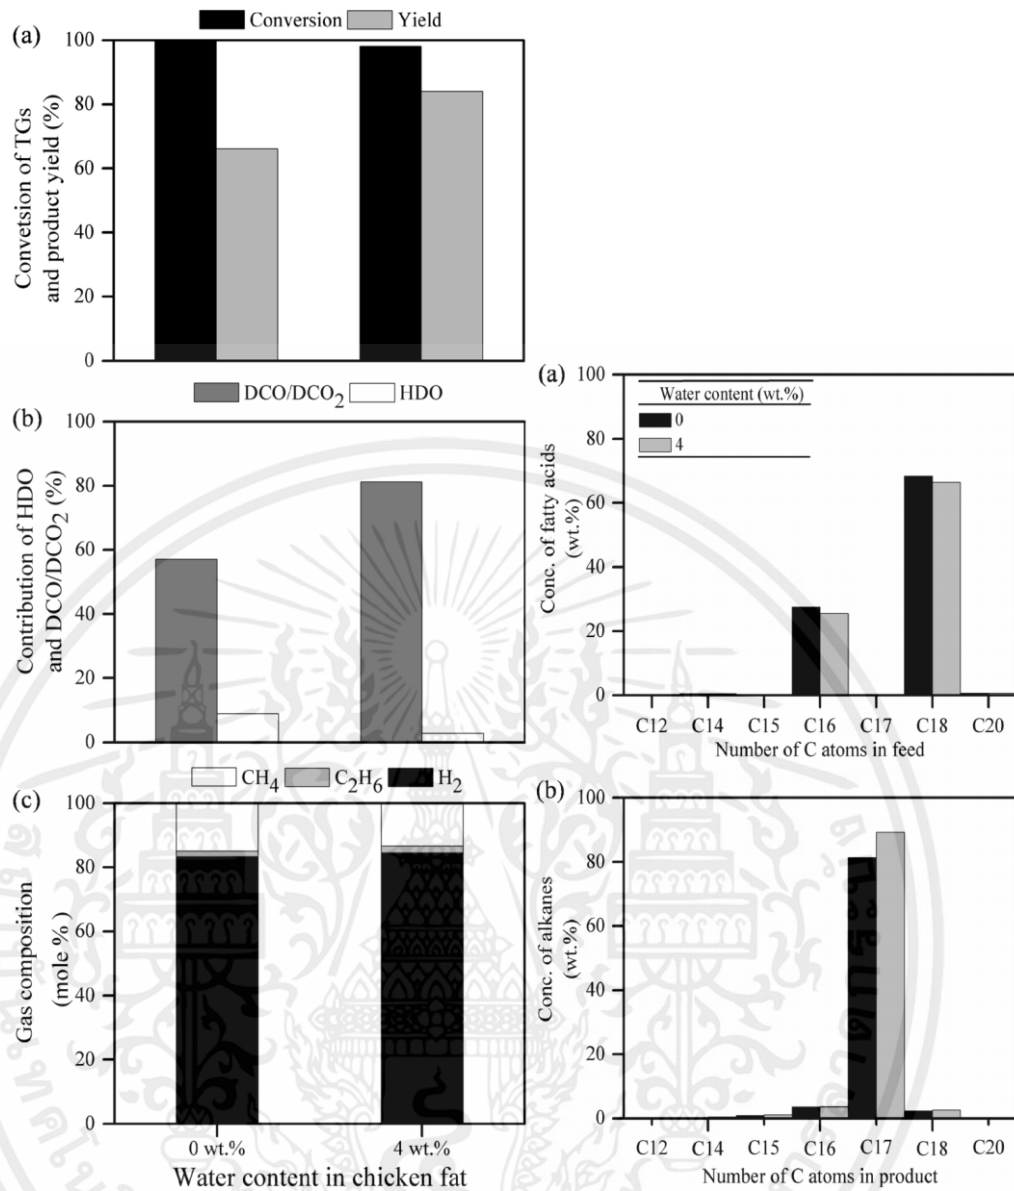 Conversion Yield
(a)
100
80
60
40
20
0
Convetsion of TGs
and product yield (%)
DCO/DCO2 HDO
(b)
100
80
60
40
20
0
Contribution of HDO
and DCO/DCO2 (%)
CH4 C2H6 H2
(c)
100
80
60
40
20
0
Gas composition
(mole %)
0 wt.% 4 wt.%
Water content in chicken fat
(a)
100
80
60
40
20
0
Conc. of fatty acids
(wt.%)
Water content (wt.%)
0
4
C12 C14 C15 C16 C17 C18 C20
Number of C atoms in feed
(b)
100
80
60
40
20
0
Conc. of alkanes
(wt.%)
C12 C14 C15 C16 C17 C18 C20
Number of C atoms in product